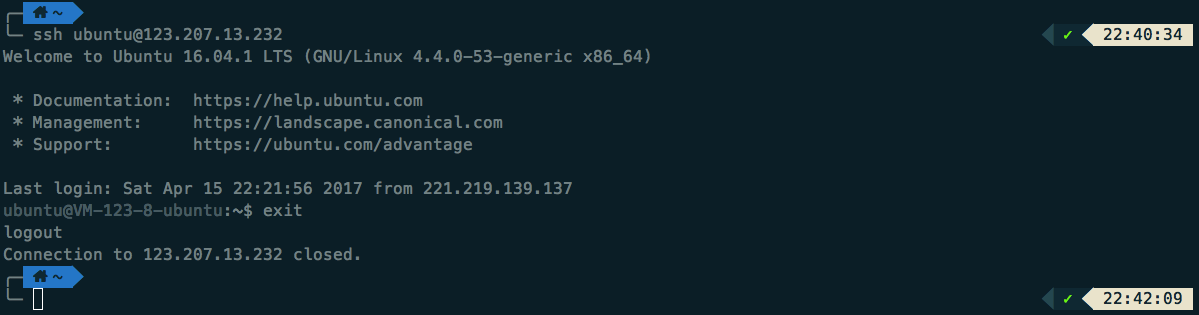 ~
ssh ubuntu@123.207.13.232 ✓ 22:40:34
Welcome to Ubuntu 16.04.1 LTS (GNU/Linux 4.4.0-53-generic x86_64)
* Documentation:  https://help.ubuntu.com
* Management:     https://landscape.canonical.com
* Support:        https://ubuntu.com/advantage
Last login: Sat Apr 15 22:21:56 2017 from 221.219.139.137
ubuntu@VM-123-8-ubuntu:~$ exit
logout
Connection to 123.207.13.232 closed.
~
✓ 22:42:09